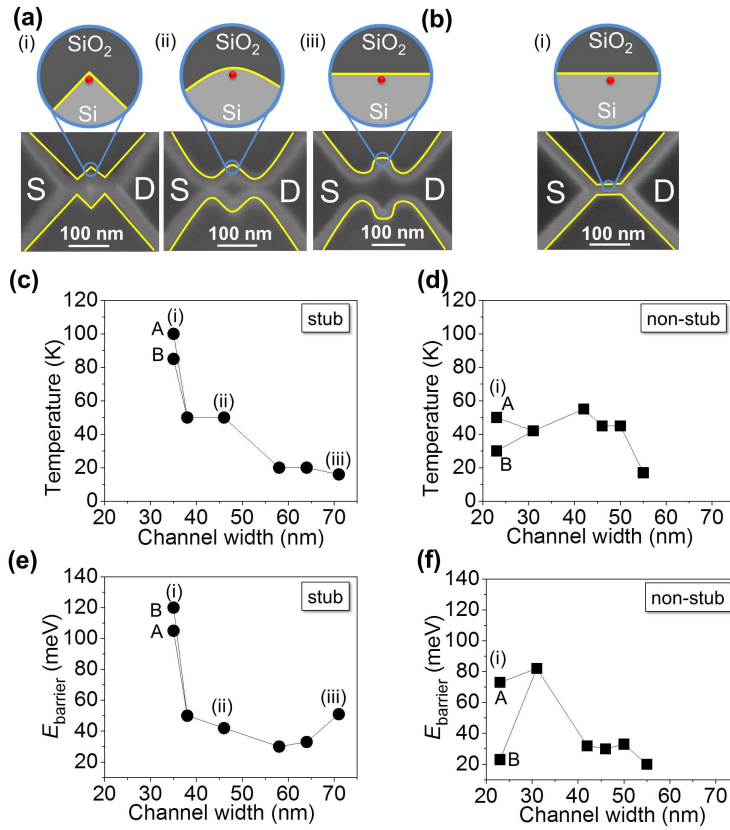 (a)
(b)
(i)
(ii)
(iii)
(i)
SiO2
SiO2
SiO2
SiO2
Si
Si
Si
Si
S D
S D
S D
S D
100 nm
100 nm
100 nm
100 nm
(c)
stub
Temperature (K)
120
100
80
60
40
20
0
A (i)
B
(ii)
(iii)
20 30 40 50 60 70
Channel width (nm)
(d)
non-stub
Temperature (K)
120
100
80
60
40
20
0
(i)
A
B
20 30 40 50 60 70
Channel width (nm)
(e)
stub
Ebarrier (meV)
140
120
100
80
60
40
20
(i)
B
A
(ii)
(iii)
20 30 40 50 60 70
Channel width (nm)
(f)
non-stub
Ebarrier (meV)
140
120
100
80
60
40
20
(i)
A
B
20 30 40 50 60 70
Channel width (nm)